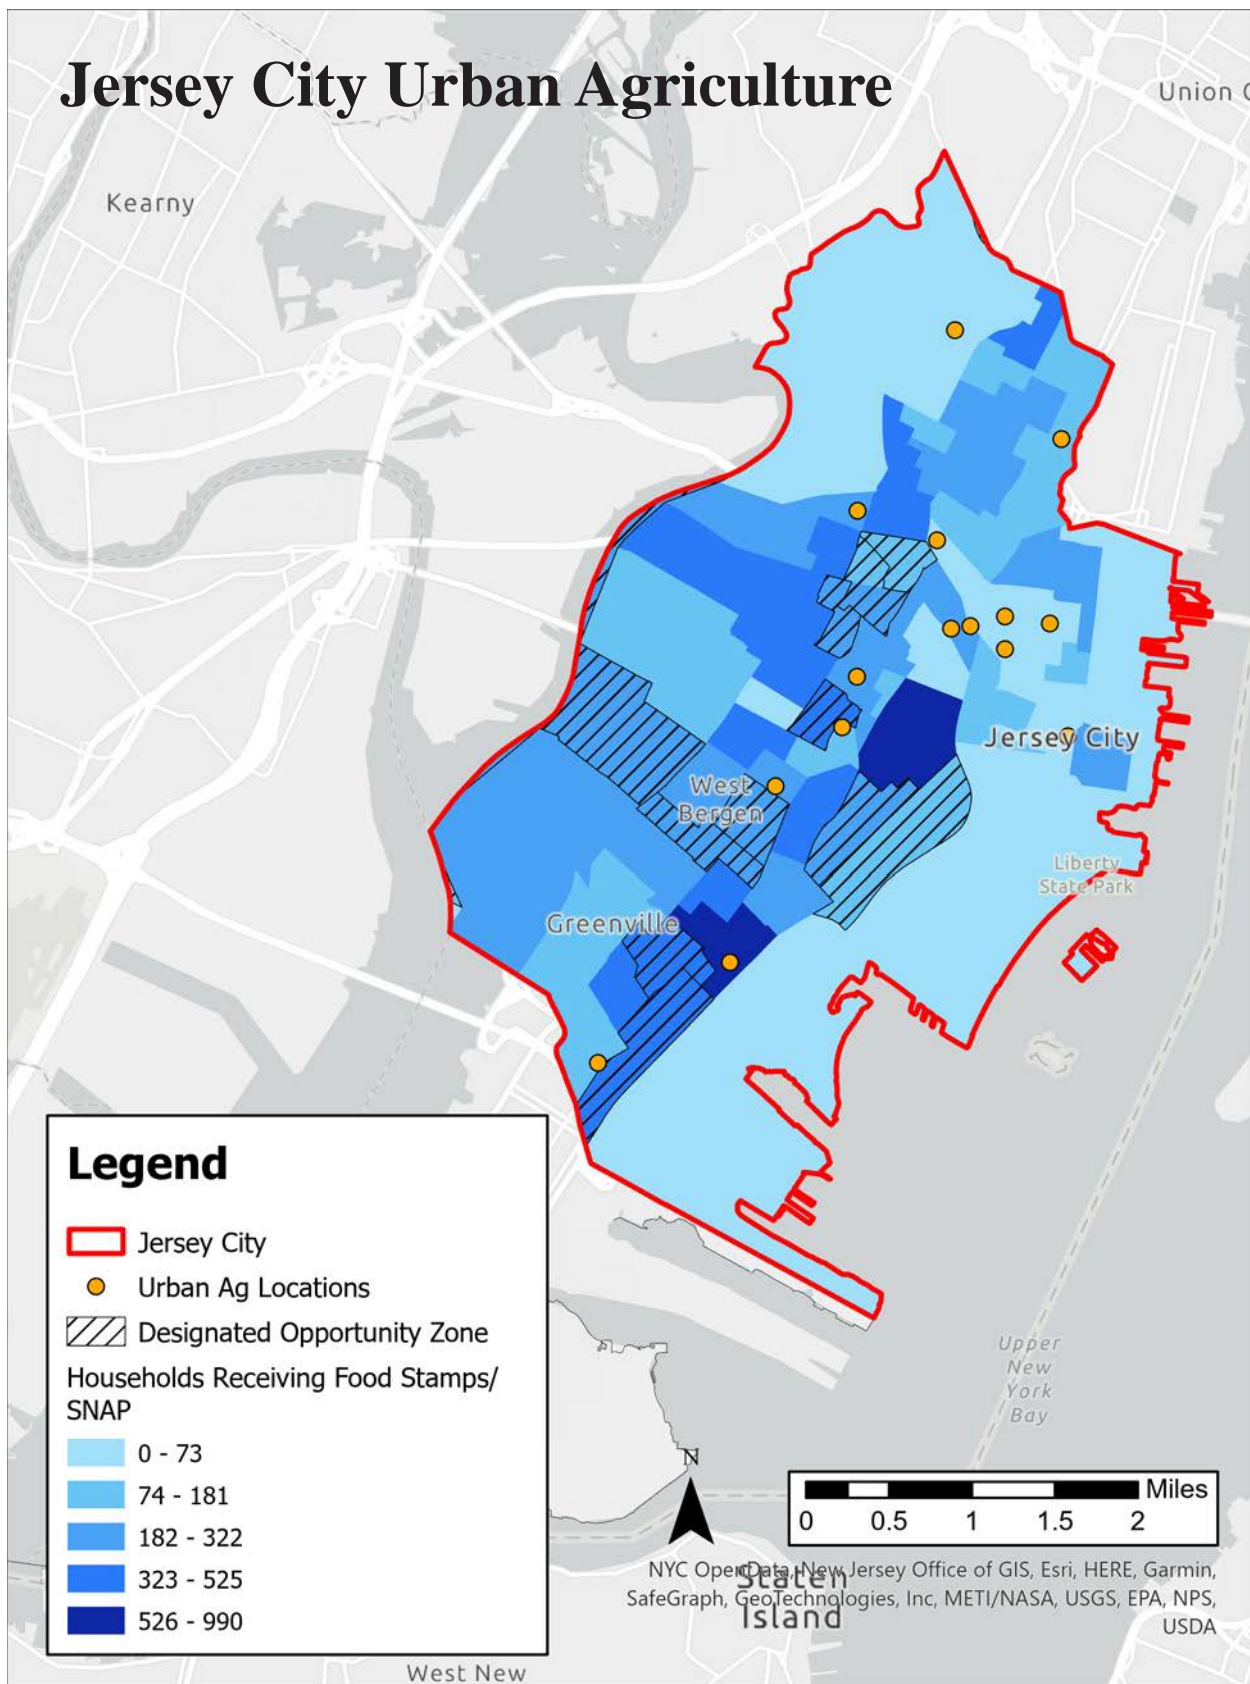 Jersey City Urban Agriculture
Union C
Kearny
Jersey City
West
Bergen
Liberty
State Park
Greenville
Legend
Jersey City
Urban Ag Locations
Designated Opportunity Zone
Households Receiving Food Stamps/
SNAP
0 - 73
74 - 181
182 - 322
323 - 525
526 - 990
Upper
New
York
Bay
N
Miles
0 0.5 1 1.5 2
NYC OpenData, New Jersey Office of GIS, Esri, HERE, Garmin,
SafeGraph, GeoTechnologies, Inc, METI/NASA, USGS, EPA, NPS,
USDA
Staten
Island
West New